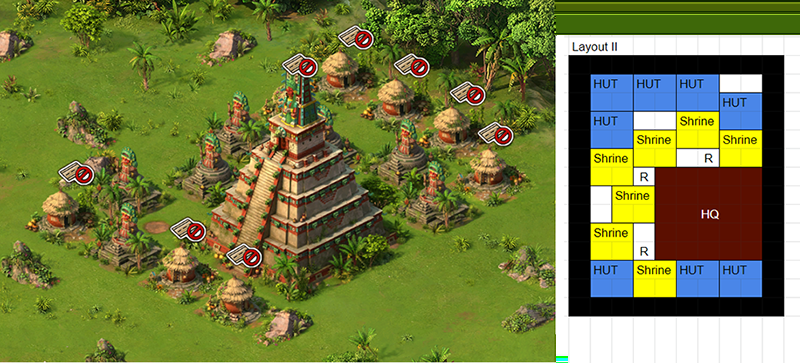 Layout II
HUT HUT HUT
HUT
HUT Shrine
Shrine Shrine
Shrine R
R
Shrine HQ
Shrine
R
HUT Shrine HUT HUT